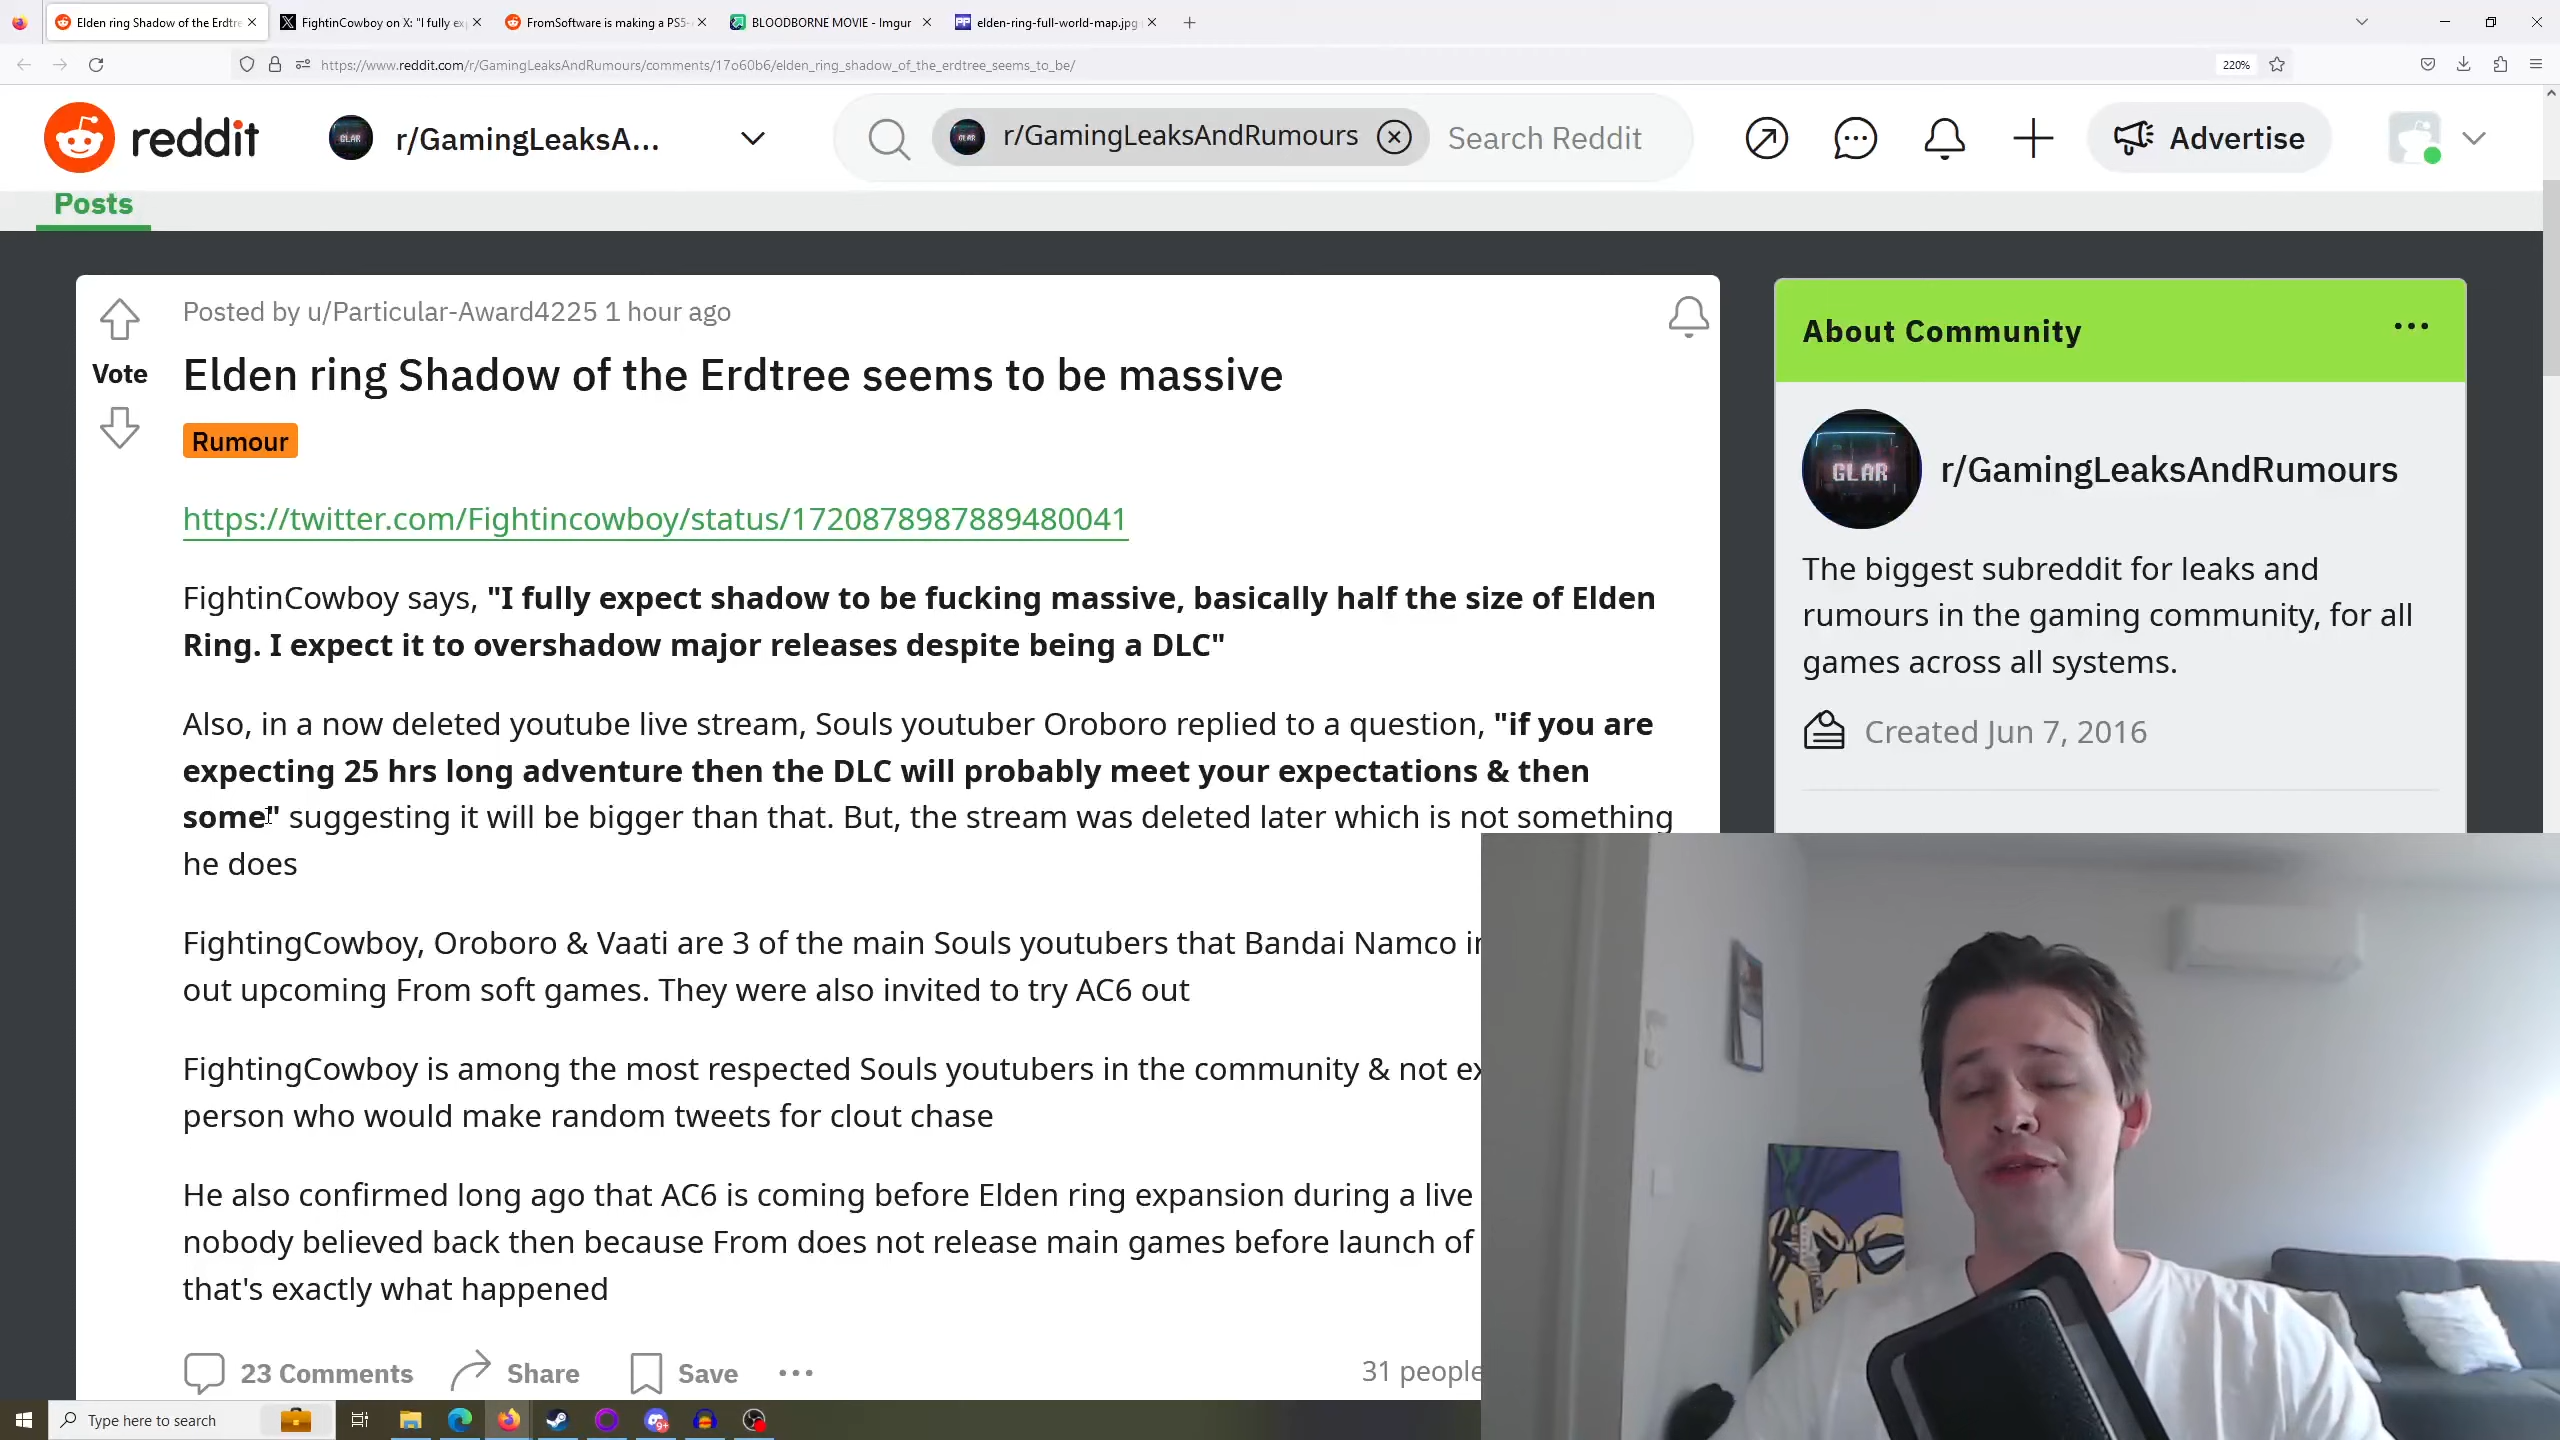 Elden ring Shadow of the Erdtre
FightinCowboy on X: "I fully ex
FromSoftware is making a PS5-
BLOODBORNE MOVIE - Imgur
elden-ring-full-world-map.jpg
https://www.reddit.com/r/GamingLeaksAndRumours/comments/17o60b6/elden_ring_shadow_of_the_erdtree_seems_to_be/
220%
reddit
r/GamingLeaksA...
r/GamingLeaksAndRumours
Search Reddit
Advertise
Posts
Posted by u/Particular-Award4225 1 hour ago
Vote
Elden ring Shadow of the Erdtree seems to be massive
Rumour
https://twitter.com/Fightincowboy/status/1720878987889480041
FightinCowboy says, "I fully expect shadow to be fucking massive, basically half the size of Elden
Ring. I expect it to overshadow major releases despite being a DLC"
Also, in a now deleted youtube live stream, Souls youtuber Oroboro replied to a question, "if you are
expecting 25 hrs long adventure then the DLC will probably meet your expectations & then
some" suggesting it will be bigger than that. But, the stream was deleted later which is not something
he does
FightingCowboy, Oroboro & Vaati are 3 of the main Souls youtubers that Bandai Namco
out upcoming From soft games. They were also invited to try AC6 out
FightingCowboy is among the most respected Souls youtubers in the community & not
person who would make random tweets for clout chase
He also confirmed long ago that AC6 is coming before Elden ring expansion during a live
nobody believed back then because From does not release main games before launch of
that's exactly what happened
23 Comments
Share
Save
31 people
About Community
GLAR
r/GamingLeaksAndRumours
The biggest subreddit for leaks and
rumours in the gaming community, for all
games across all systems.
Created Jun 7, 2016
Type here to search